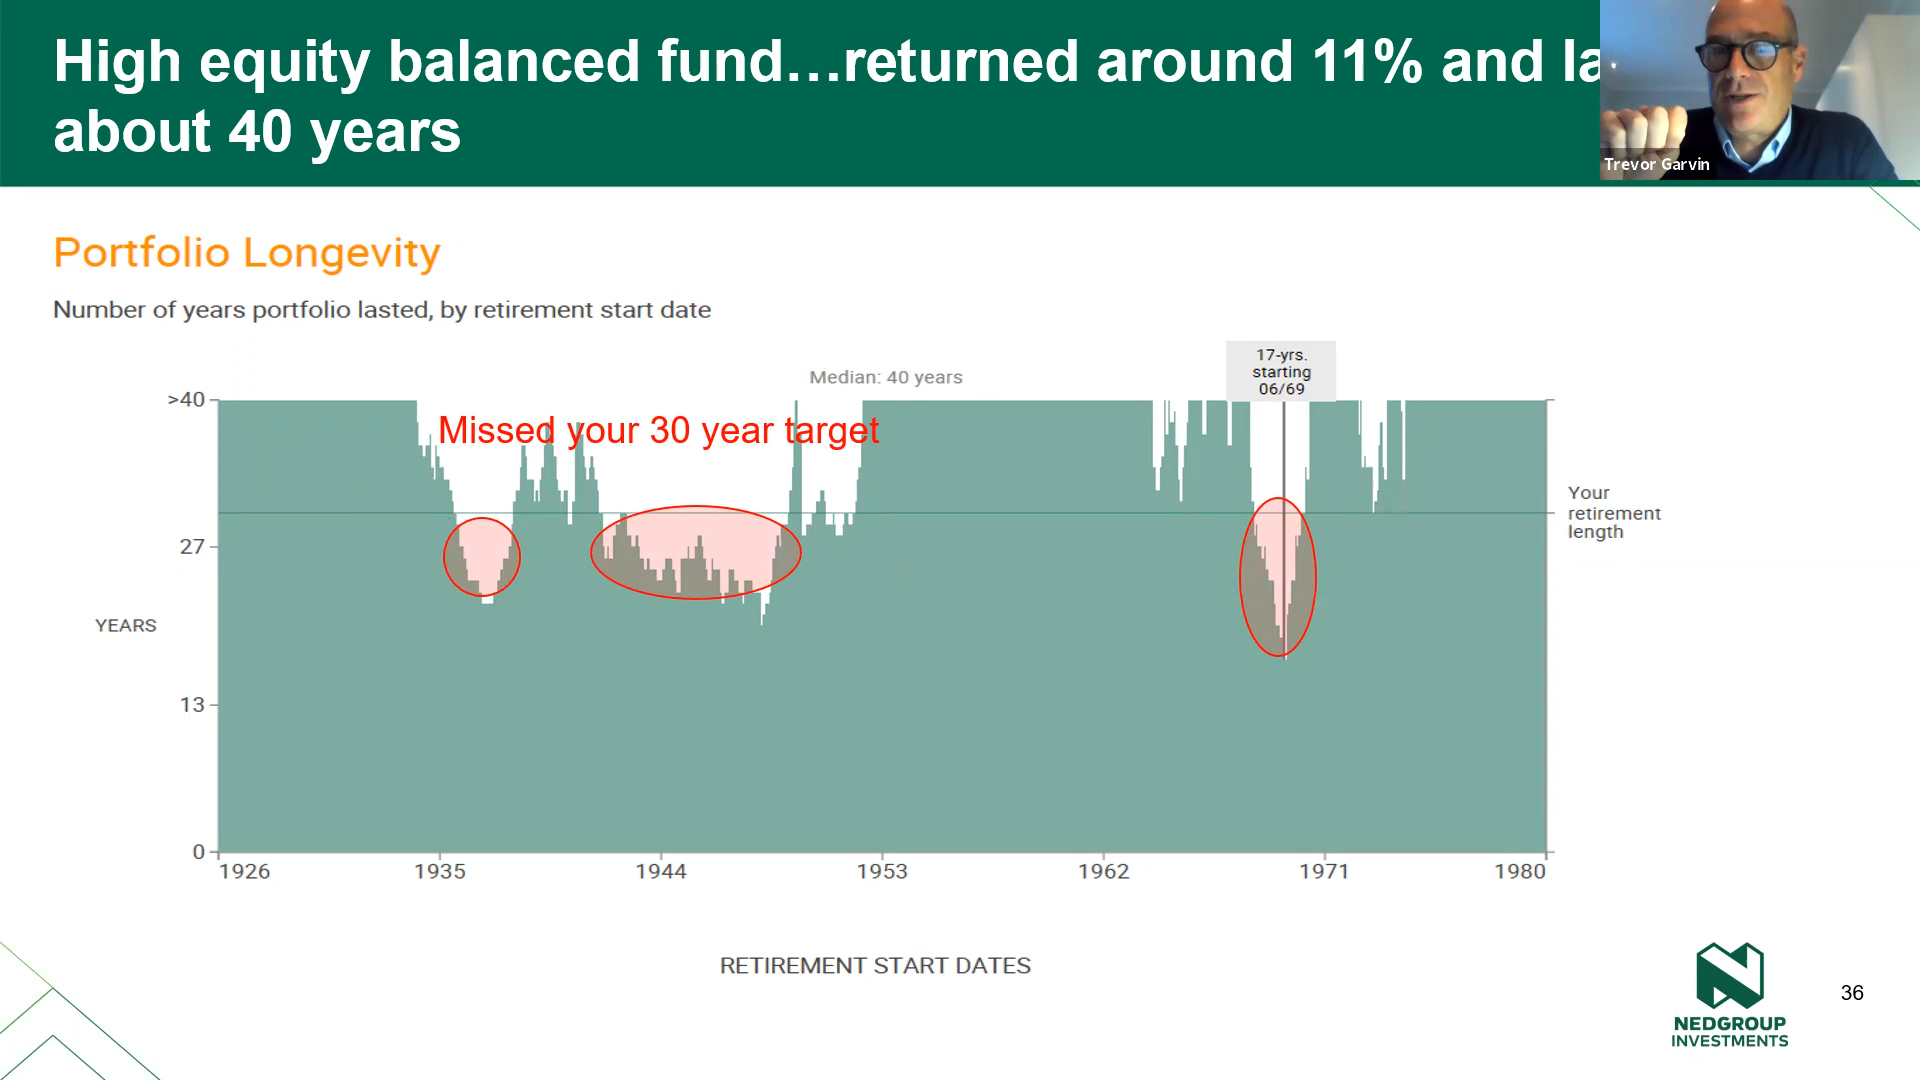 High equity balanced fund…returned around 11% and la
about 40 years
Trevor Garvin
Portfolio Longevity
Number of years portfolio lasted, by retirement start date
17-yrs.
starting
06/69
Median: 40 years
>40
Missed your 30 year target
Your
retirement
length
27
YEARS
13
0
1926 1935 1944 1953 1962 1971 1980
RETIREMENT START DATES
36
NEDGROUP
INVESTMENTS